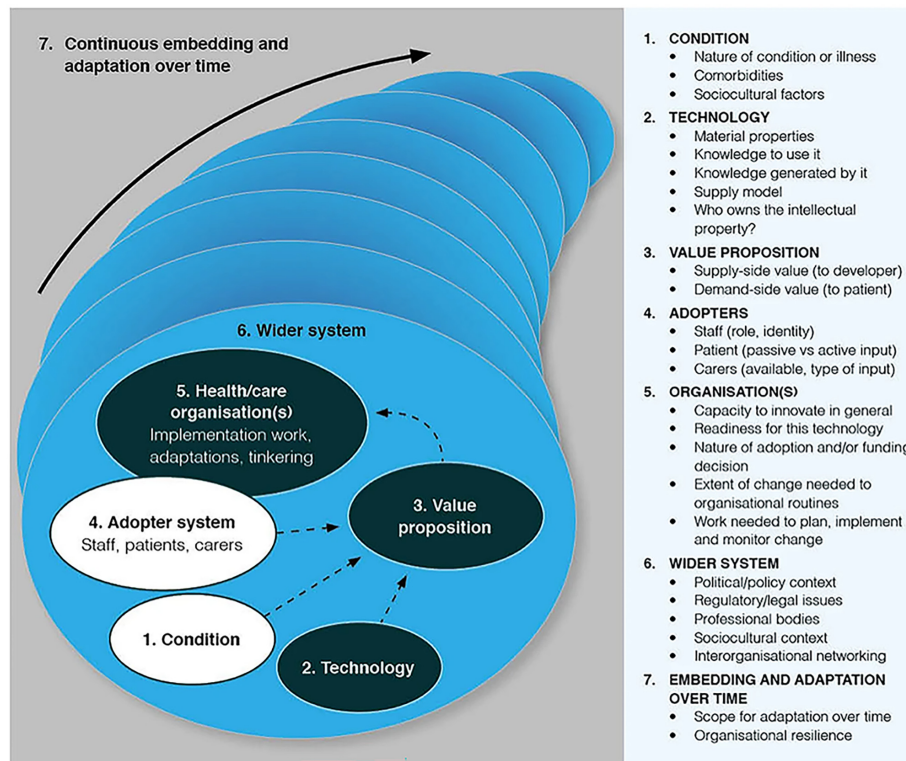 7. Continuous embedding and
adaptation over time
6. Wider system
5. Health/care
organisation(s)
Implementation work,
adaptations, tinkering
4. Adopter system
Staff, patients, carers
3. Value
proposition
1. Condition
2. Technology
1. CONDITION
• Nature of condition or illness
• Comorbidities
• Sociocultural factors
2. TECHNOLOGY
• Material properties
• Knowledge to use it
• Knowledge generated by it
• Supply model
• Who owns the intellectual
property?
3. VALUE PROPOSITION
• Supply-side value (to developer)
• Demand-side value (to patient)
4. ADOPTERS
• Staff (role, identity)
• Patient (passive vs active input)
• Carers (available, type of input)
5. ORGANISATION(S)
• Capacity to innovate in general
• Readiness for this technology
• Nature of adoption and/or funding
decision
• Extent of change needed to
organisational routines
• Work needed to plan, implement
and monitor change
6. WIDER SYSTEM
• Political/policy context
• Regulatory/legal issues
• Professional bodies
• Sociocultural context
• Interorganisational networking
7. EMBEDDING AND ADAPTATION
OVER TIME
• Scope for adaptation over time
• Organisational resilience